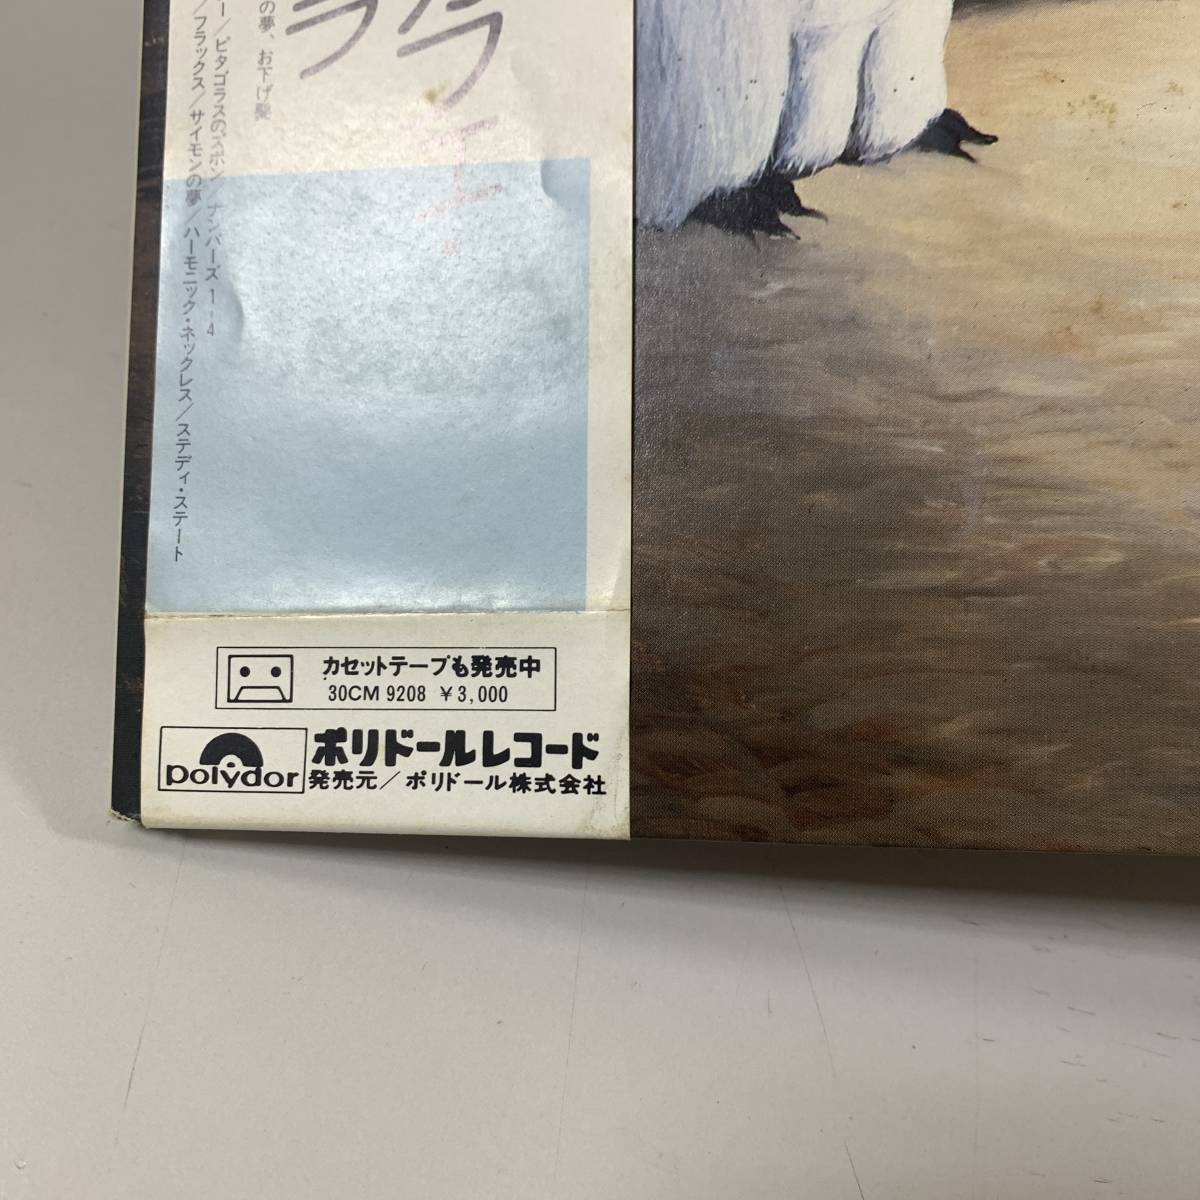 ラ
ラ
の夢、お下げ髪
ー／ピタゴラスのズボン／ナンバーズ 1-4
／フラックス／サイモンの夢／ハーモニック・ネックレス／ステディ・ステート
カセットテープも発売中
30CM 9208 ¥3,000
polydor
ポリドールレコード
発売元／ポリドール株式会社